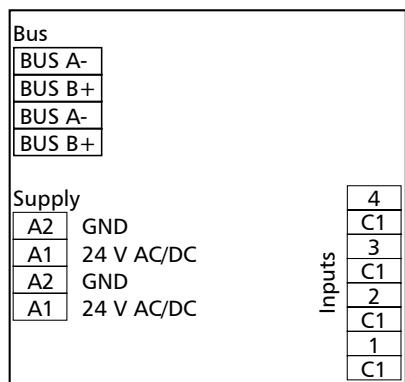 Bus
BUS A-
BUS B+
BUS A-
BUS B+
Supply
A2 GND
A1 24 V AC/DC
A2 GND
A1 24 V AC/DC
Inputs
4
C1
3
C1
2
C1
1
C1